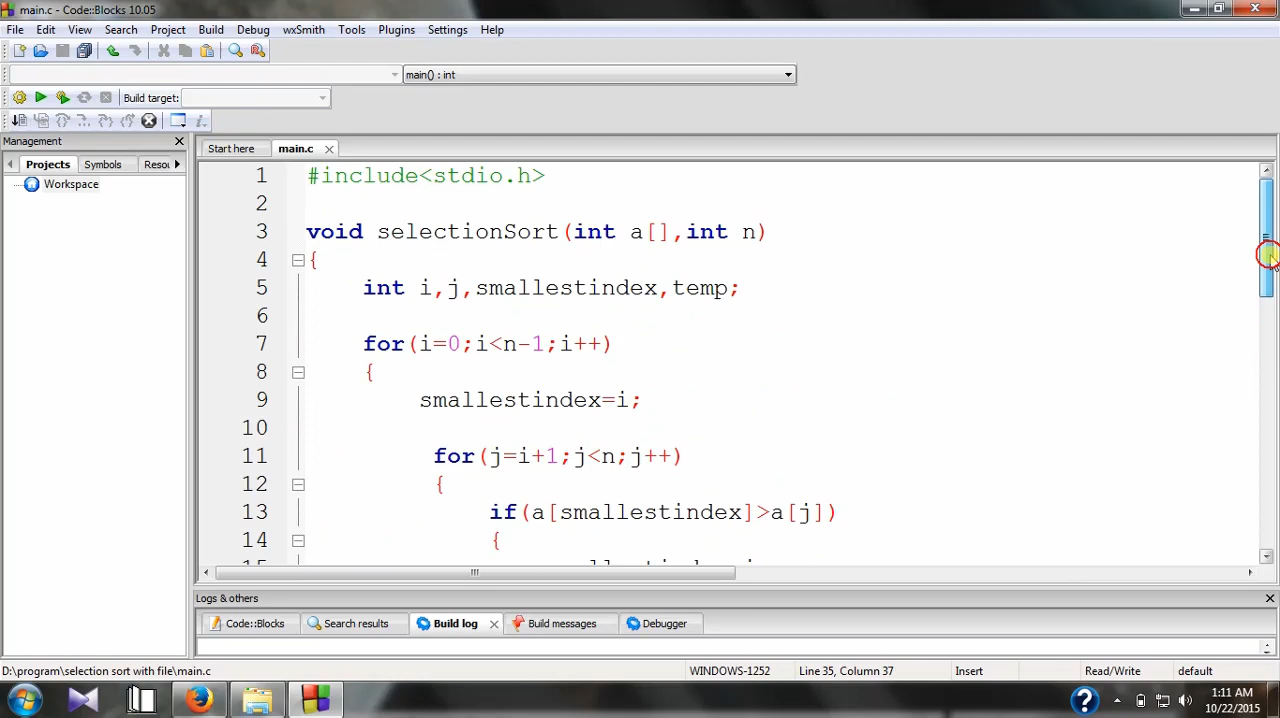 main.c - Code::Blocks 10.05
File Edit View Search Project Build Debug wxSmith Tools Plugins Settings Help
main() : int
Build target:
Management
Projects Symbols Resou
Workspace
Start here main.c
1 #include<stdio.h>
2
3 void selectionSort(int a[],int n)
4 {
5 int i,j,smallestindex,temp;
6
7 for(i=0;i<n-1;i++)
8 {
9 smallestindex=i;
10
11 for(j=i+1;j<n;j++)
12 {
13 if(a[smallestindex]>a[j])
14 {
Logs & others
Code::Blocks Search results Build log Build messages Debugger
D:\program\selection sort with file\main.c WINDOWS-1252 Line 35, Column 37 Insert Read/Write default
1:11 AM
10/22/2015